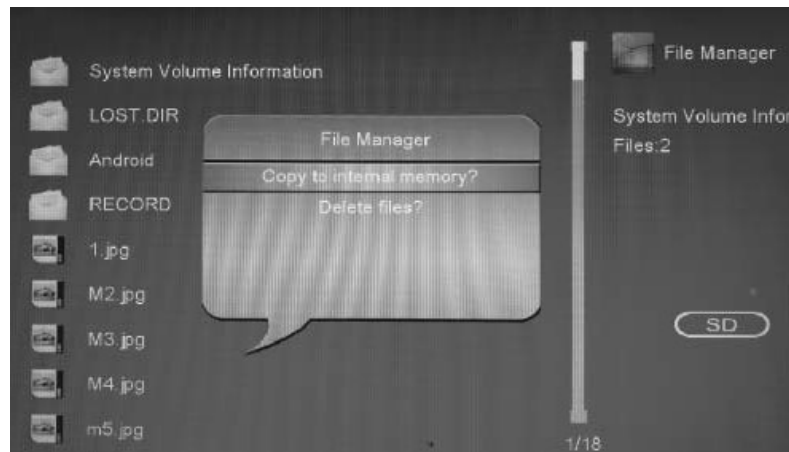 System Volume Information
LOST.DIR
Android
RECORD
1.jpg
M2.jpg
M3.jpg
M4.jpg
m5.jpg
File Manager
Copy to internal memory?
Delete files?
File Manager
System Volume Infor
Files:2
SD
1/18